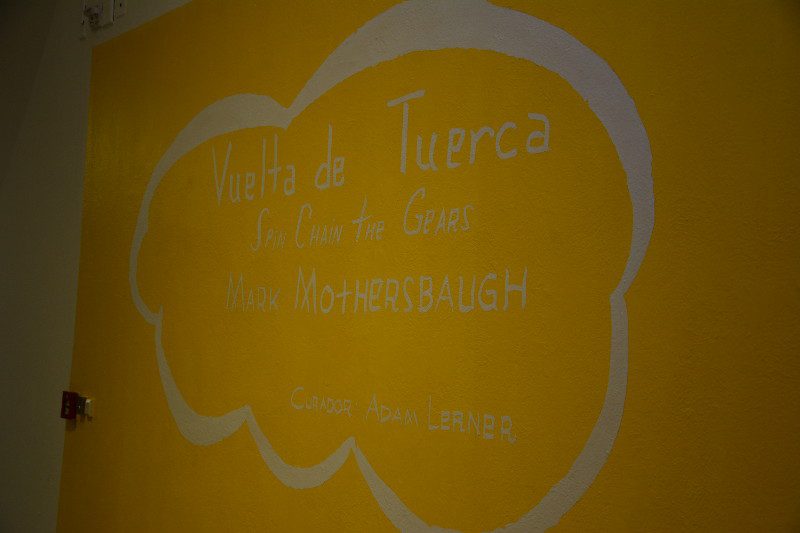 Vuelta de Tuerca
SPIN CHAIN THE GEARS
MARK MOTHERSBAUGH
CURADOR: ADAM LERNER